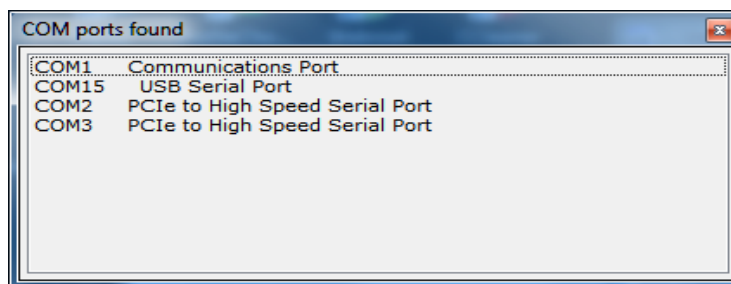 COM ports found
COM1 Communications Port
COM15 USB Serial Port
COM2 PCIe to High Speed Serial Port
COM3 PCIe to High Speed Serial Port